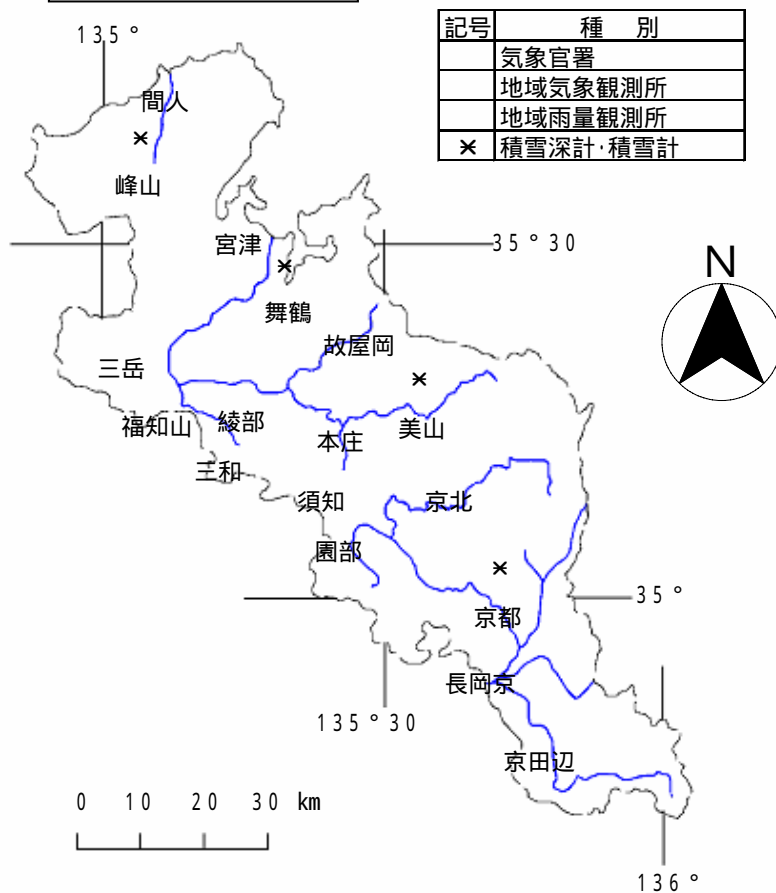 135°
記号 種 別
気象官署
地域気象観測所
地域雨量観測所
積雪深計・積雪計
間人
峰山
宮津
35°30
N
舞鶴
故屋岡
三岳
福知山
綾部
本庄
美山
三和
須知
京北
園部
35°
京都
長岡京
135°30
京田辺
0 10 20 30 km
136°